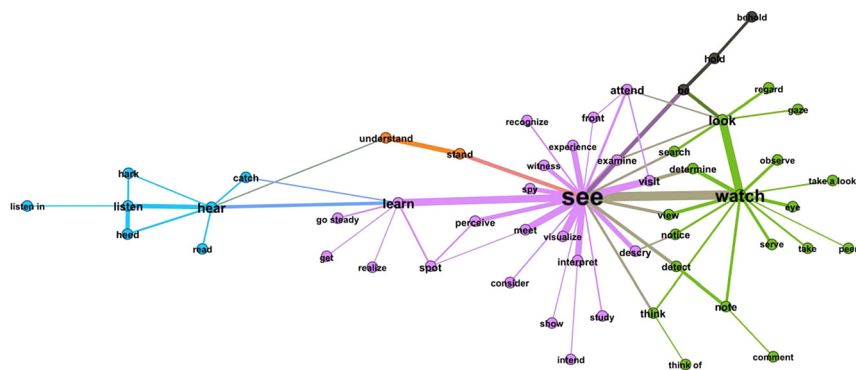 behold
hold
be
attend
regard
gaze
look
recognize
front
understand
stand
experience
examine
search
witness
visit
determine
observe
hark
catch
spy
take a look
listen in
listen
hear
learn
see
watch
eye
heed
go steady
perceive
meet
view
visualize
notice
serve
take
peer
read
get
realize
spot
interpret
descry
detect
consider
show
study
think
note
intend
think of
comment